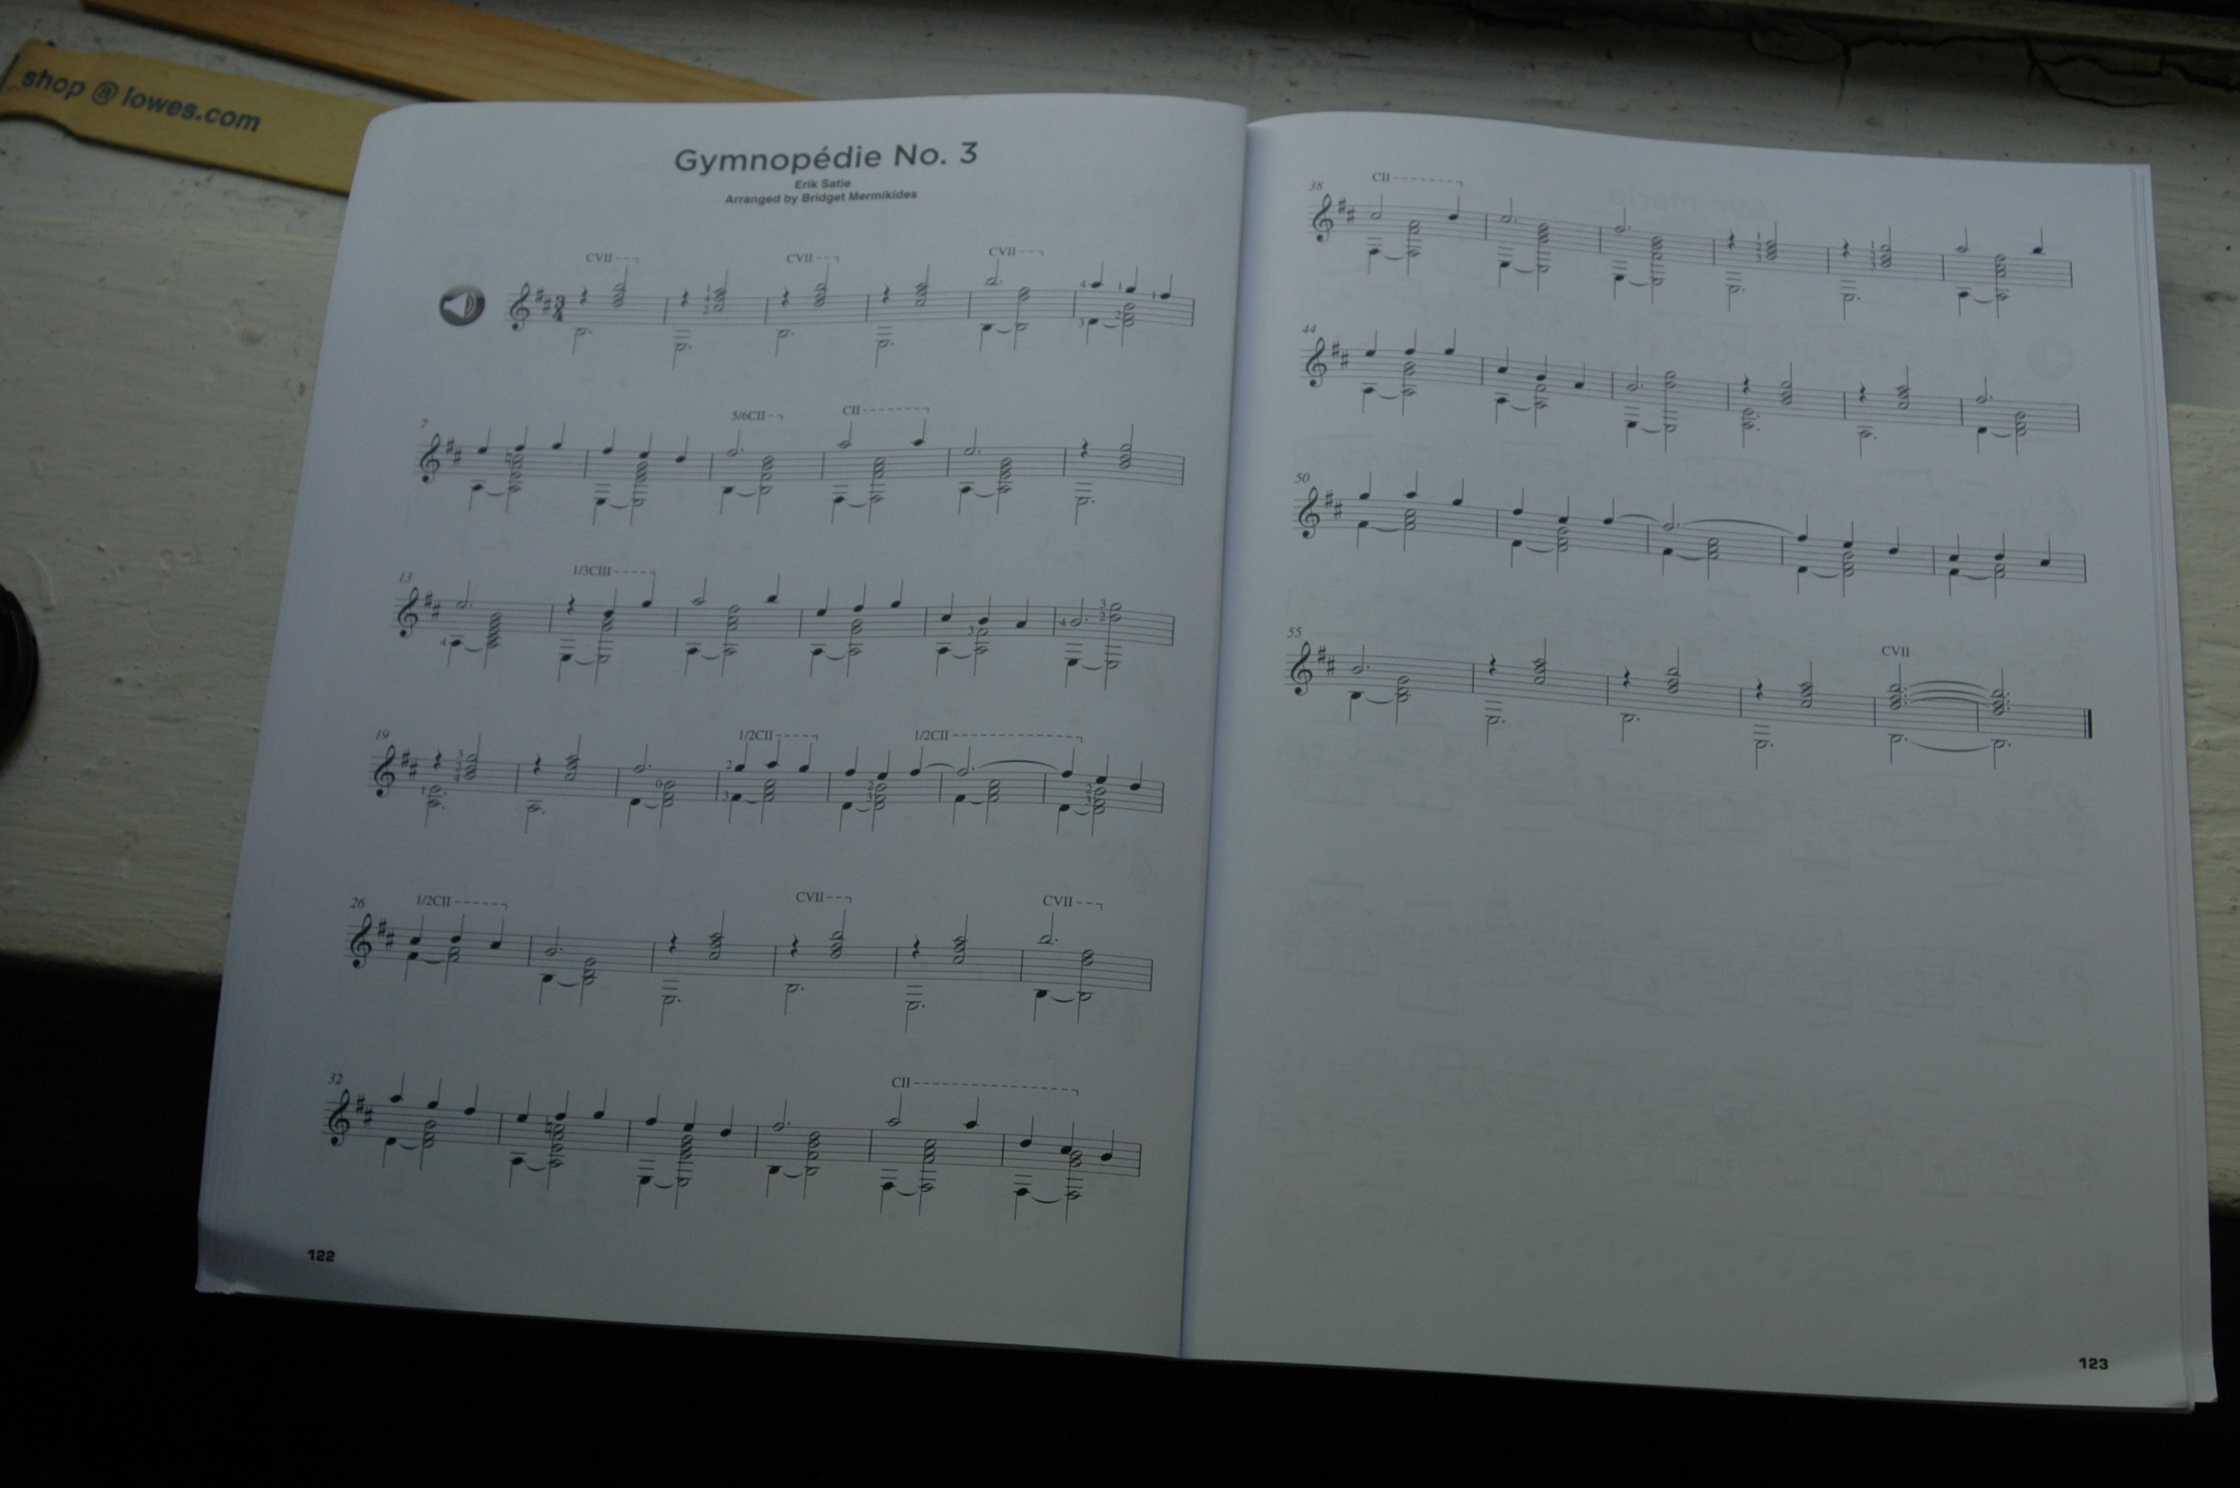 shop @ lowes.com
Gymnopédie No. 3
Erik Satie
Arranged by Bridget Mermikides
CVII CVII CVII
7
5/6CII CII
13
1/3CIII
19
1/2CII 1/2CII
26
1/2CII CVII CVII
32
CII
122
38
CII
44
50
55
CVII
123